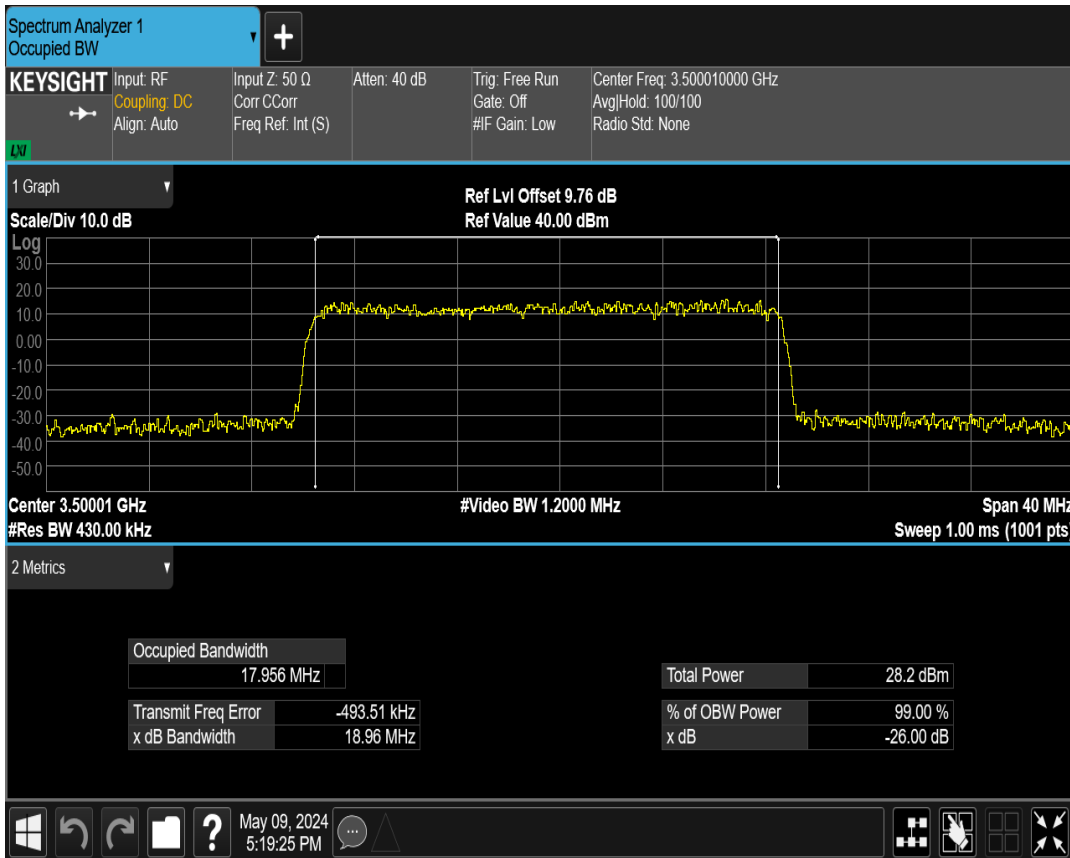 Spectrum Analyzer 1
Occupied BW
KEYSIGHT
Input: RF
Coupling: DC
Align: Auto
Input Z: 50 Ω
Corr CCorr
Freq Ref: Int (S)
Atten: 40 dB
Trig: Free Run
Gate: Off
#IF Gain: Low
Center Freq: 3.500010000 GHz
Avg|Hold: 100/100
Radio Std: None
LXI
1 Graph
Scale/Div 10.0 dB
Ref Lvl Offset 9.76 dB
Ref Value 40.00 dBm
Log
30.0
20.0
10.0
0.00
-10.0
-20.0
-30.0
-40.0
-50.0
Center 3.50001 GHz
#Video BW 1.2000 MHz
Span 40 MHz
#Res BW 430.00 kHz
Sweep 1.00 ms (1001 pts)
2 Metrics
Occupied Bandwidth
17.956 MHz
Total Power 28.2 dBm
Transmit Freq Error -493.51 kHz
% of OBW Power 99.00 %
x dB Bandwidth 18.96 MHz
x dB -26.00 dB
?
May 09, 2024
5:19:25 PM